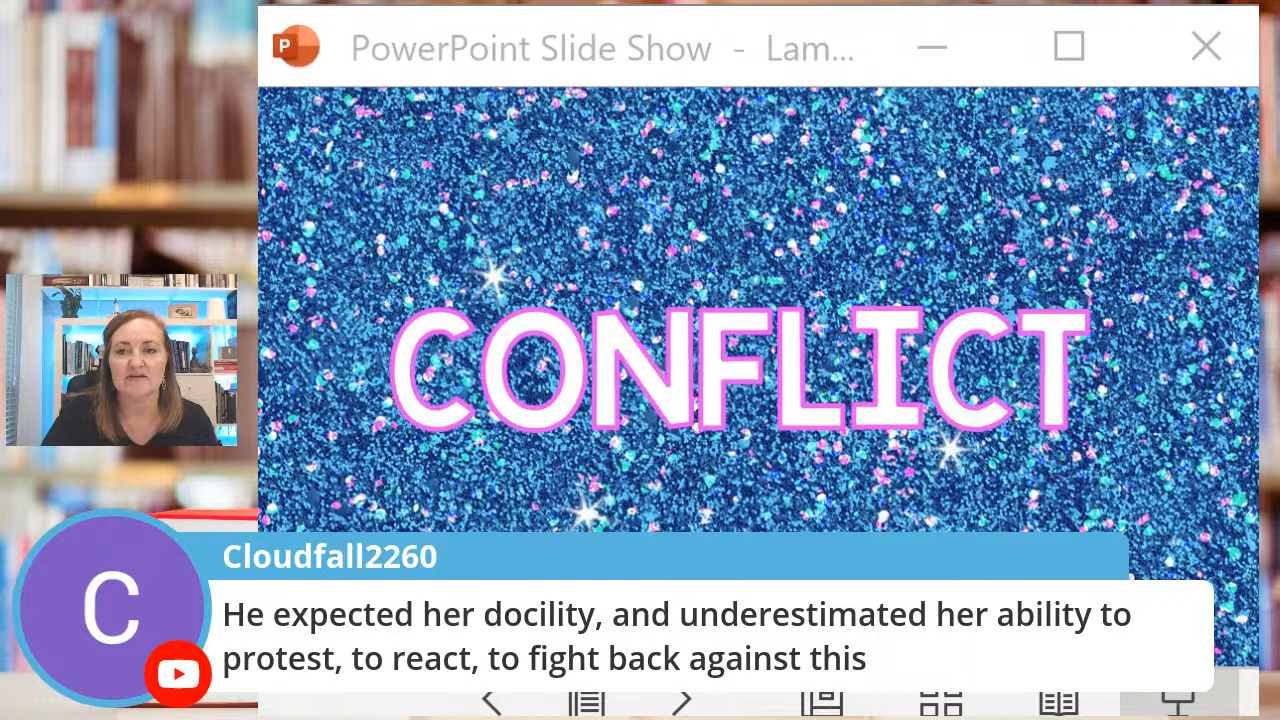 P PowerPoint Slide Show - Lam...
CONFLICT
C
Cloudfall2260
He expected her docility, and underestimated her ability to
protest, to react, to fight back against this